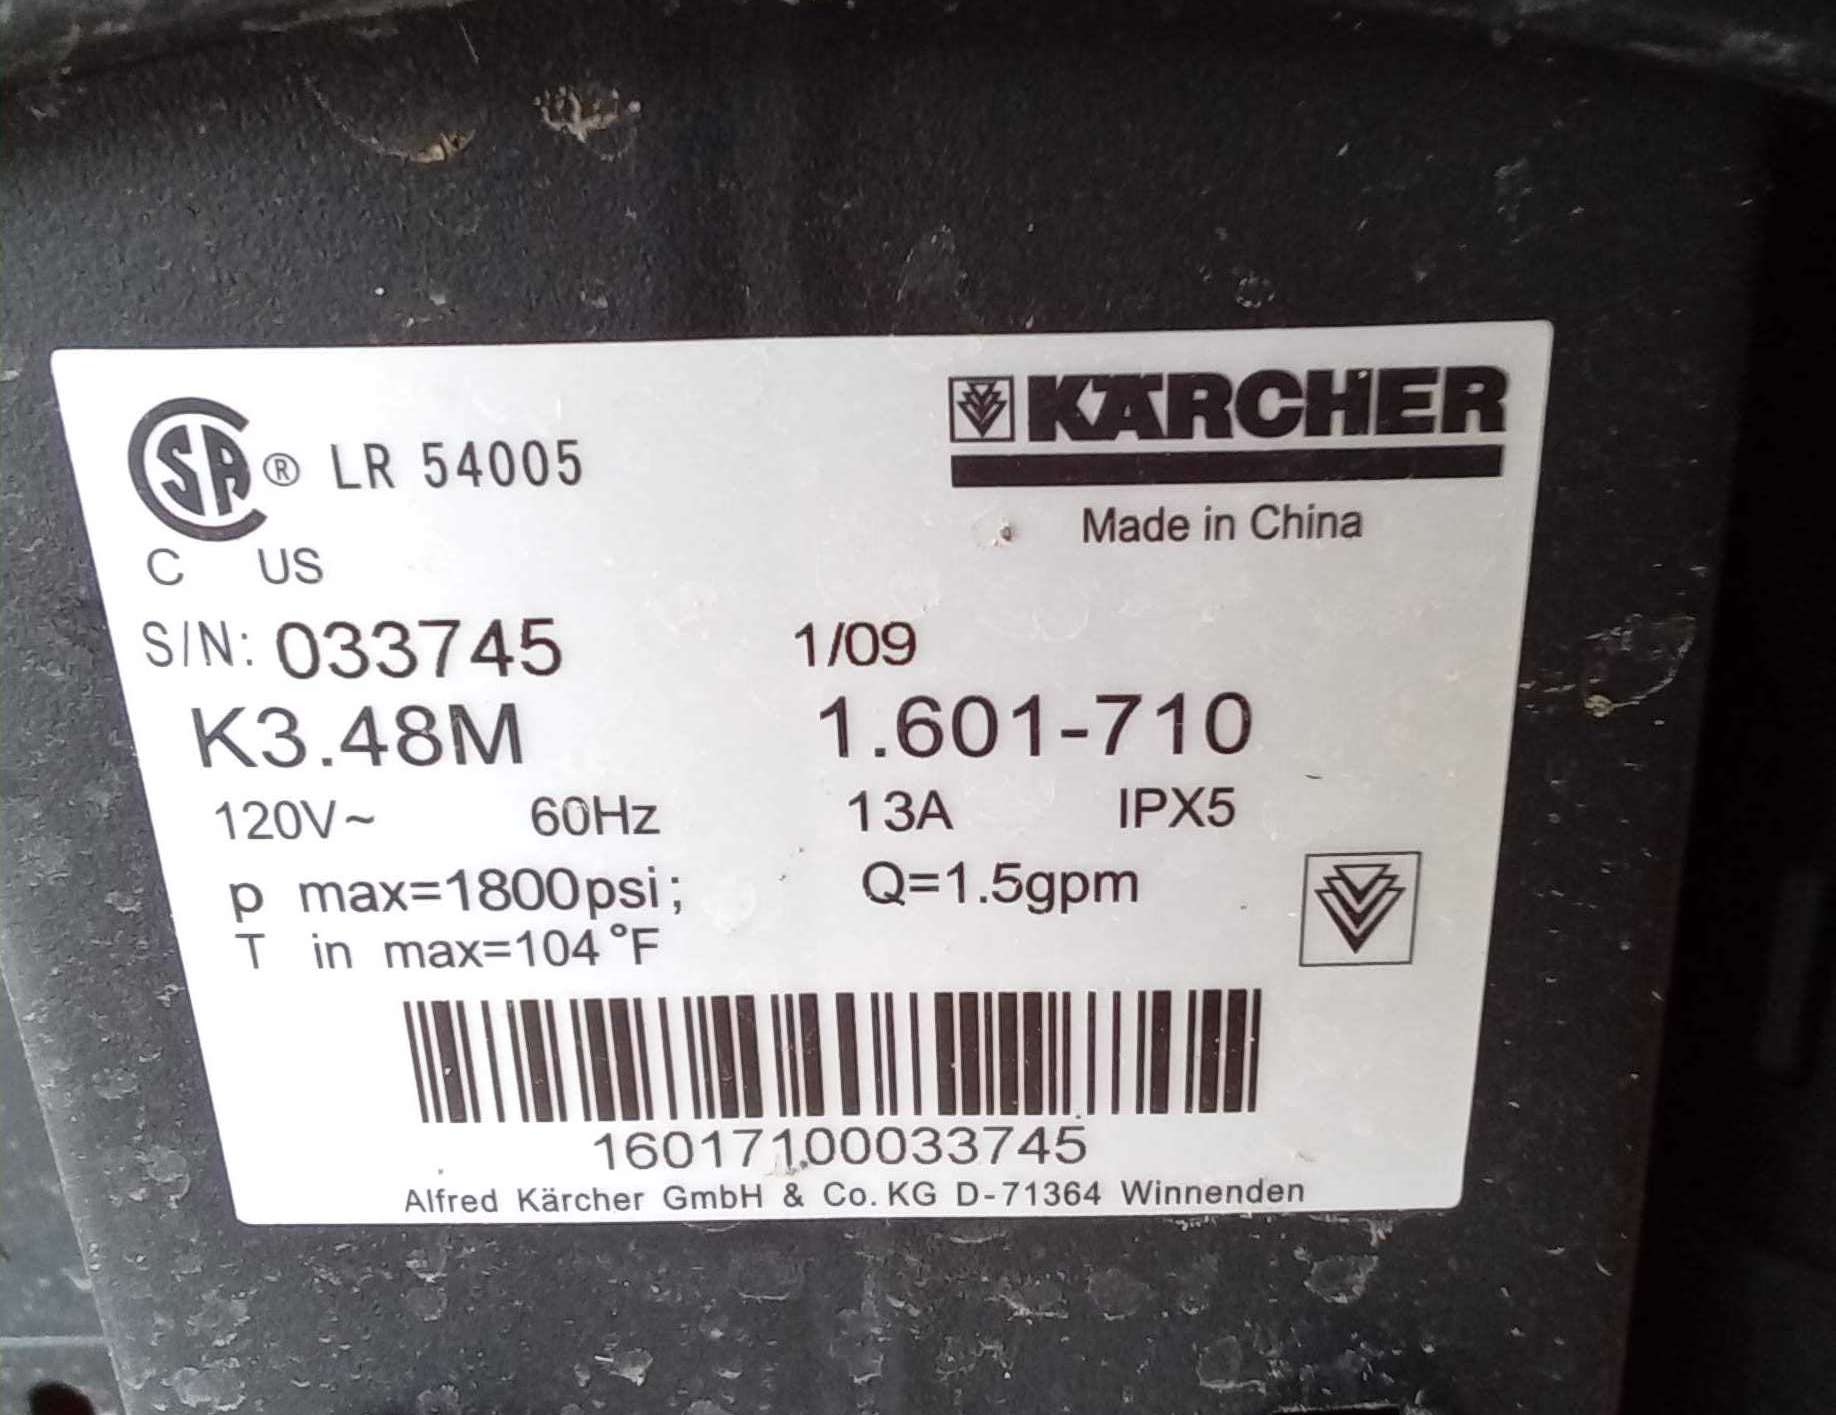 SA ® LR 54005
KÄRCHER
Made in China
C US
S/N: 033745 1/09
K3.48M 1.601-710
120V~ 60Hz 13A IPX5
p max=1800psi; Q=1.5gpm
T in max=104°F
16017100033745
Alfred Kärcher GmbH & Co. KG D-71364 Winnenden